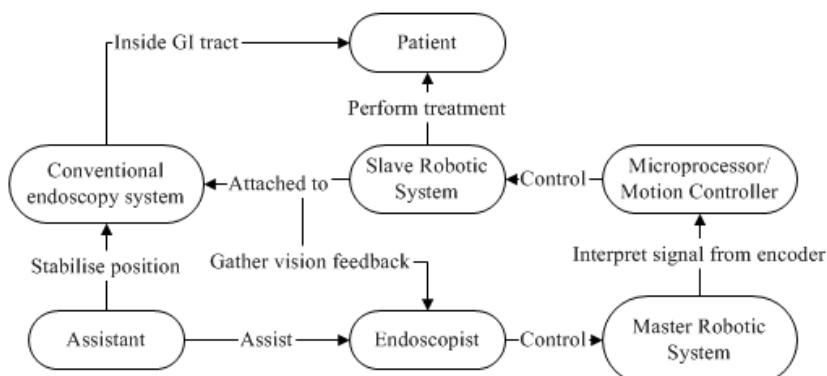 Inside GI tract
Patient
Perform treatment
Conventional
endoscopy system
Attached to
Slave Robotic
System
Control
Microprocessor/
Motion Controller
Stabilise position
Gather vision feedback
Interpret signal from encoder
Assistant
Assist
Endoscopist
Control
Master Robotic
System